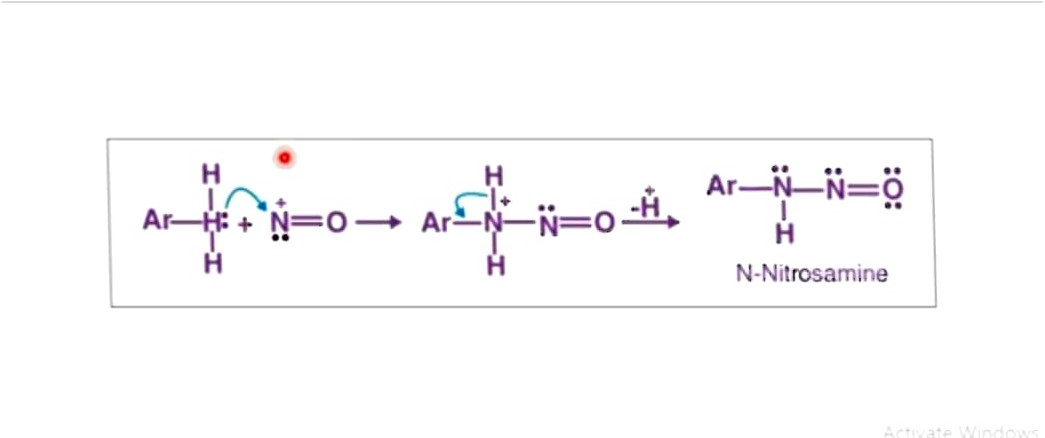 H
Ar—H: + N̈⁺=O → 
H
H
Ar—N⁺—N̈=O —(-H⁺)→
H
Ar—N̈—N̈=Ö:
H
N-Nitrosamine
Activate Windows